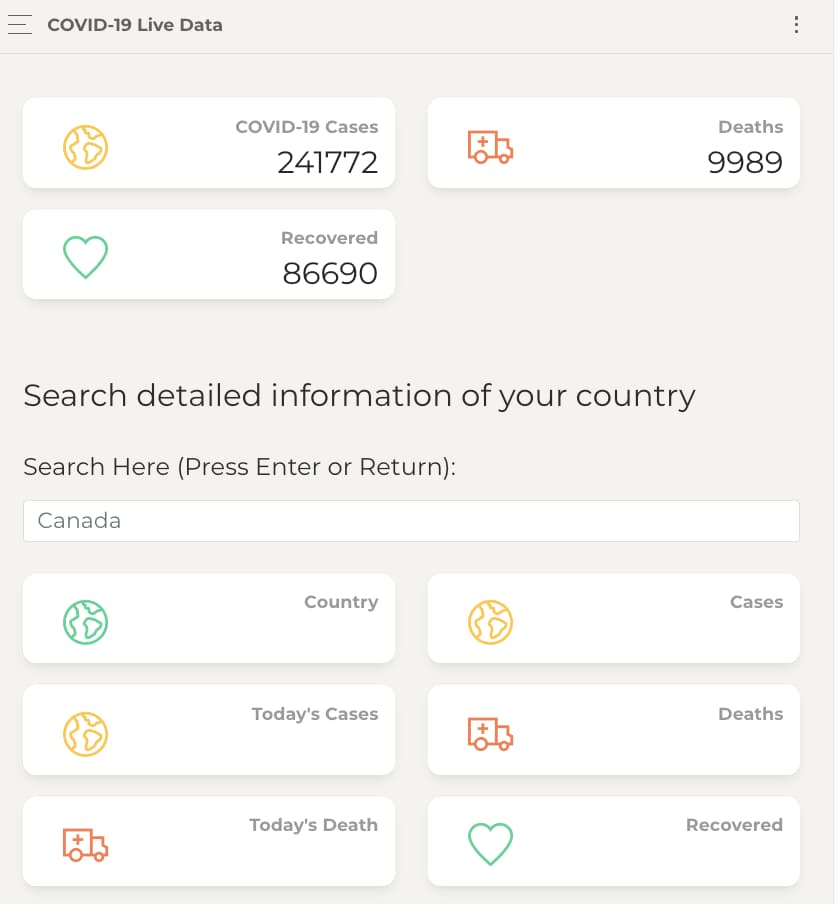 COVID-19 Live Data
COVID-19 Cases
241772
Deaths
9989
Recovered
86690
Search detailed information of your country
Search Here (Press Enter or Return):
Canada
Country
Cases
Today's Cases
Deaths
Today's Death
Recovered